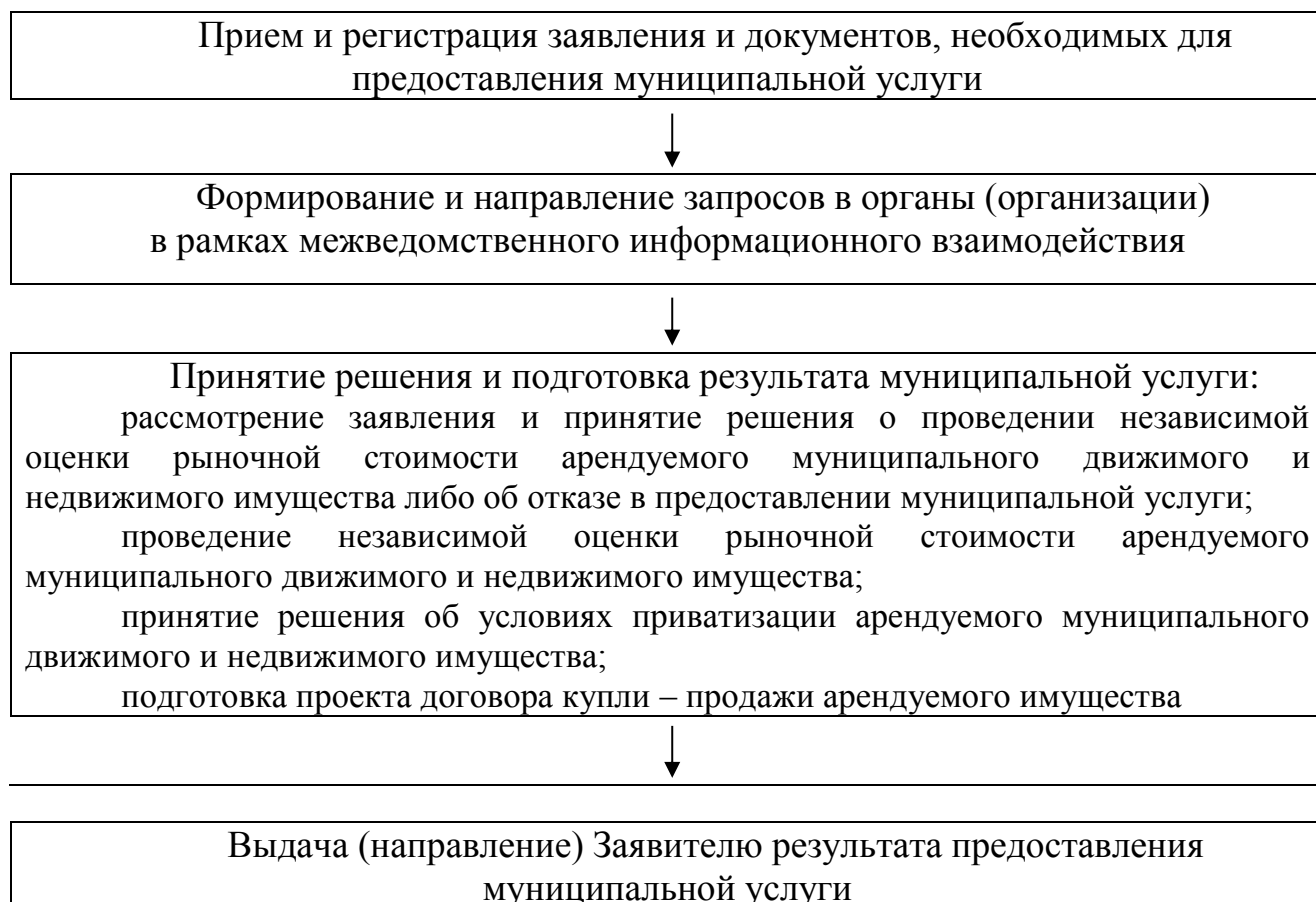 Прием и регистрация заявления и документов, необходимых для
предоставления муниципальной услуги
Формирование и направление запросов в органы (организации)
в рамках межведомственного информационного взаимодействия
Принятие решения и подготовка результата муниципальной услуги:
рассмотрение заявления и принятие решения о проведении независимой
оценки рыночной стоимости арендуемого муниципального движимого и
недвижимого имущества либо об отказе в предоставлении муниципальной услуги;
проведение независимой оценки рыночной стоимости арендуемого
муниципального движимого и недвижимого имущества;
принятие решения об условиях приватизации арендуемого муниципального
движимого и недвижимого имущества;
подготовка проекта договора купли – продажи арендуемого имущества
Выдача (направление) Заявителю результата предоставления
муниципальной услуги